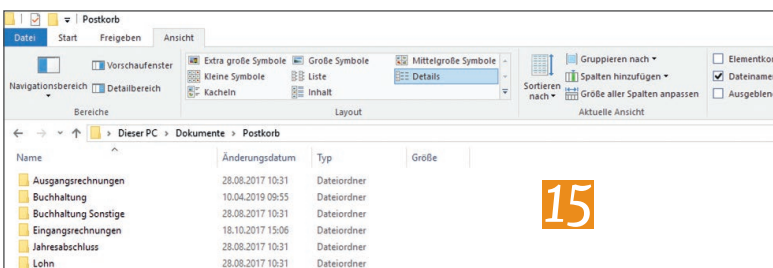 Postkorb
Datei Start Freigeben Ansicht
Vorschaufenster
Navigationsbereich Detailbereich
Bereiche
Extra große Symbole Große Symbole Mittelgroße Symbole
Kleine Symbole Liste Details
Kacheln Inhalt
Layout
Sortieren nach
Gruppieren nach
Spalten hinzufügen
Größe aller Spalten anpassen
Aktuelle Ansicht
Dieser PC > Dokumente > Postkorb
Name Änderungsdatum Typ Größe
Ausgangsrechnungen 28.08.2017 10:31 Dateiordner
Buchhaltung 10.04.2019 09:55 Dateiordner
Buchhaltung Sonstige 28.08.2017 10:31 Dateiordner
Eingangsrechnungen 18.10.2017 15:06 Dateiordner
Jahresabschluss 28.08.2017 10:31 Dateiordner
Lohn 28.08.2017 10:31 Dateiordner
15